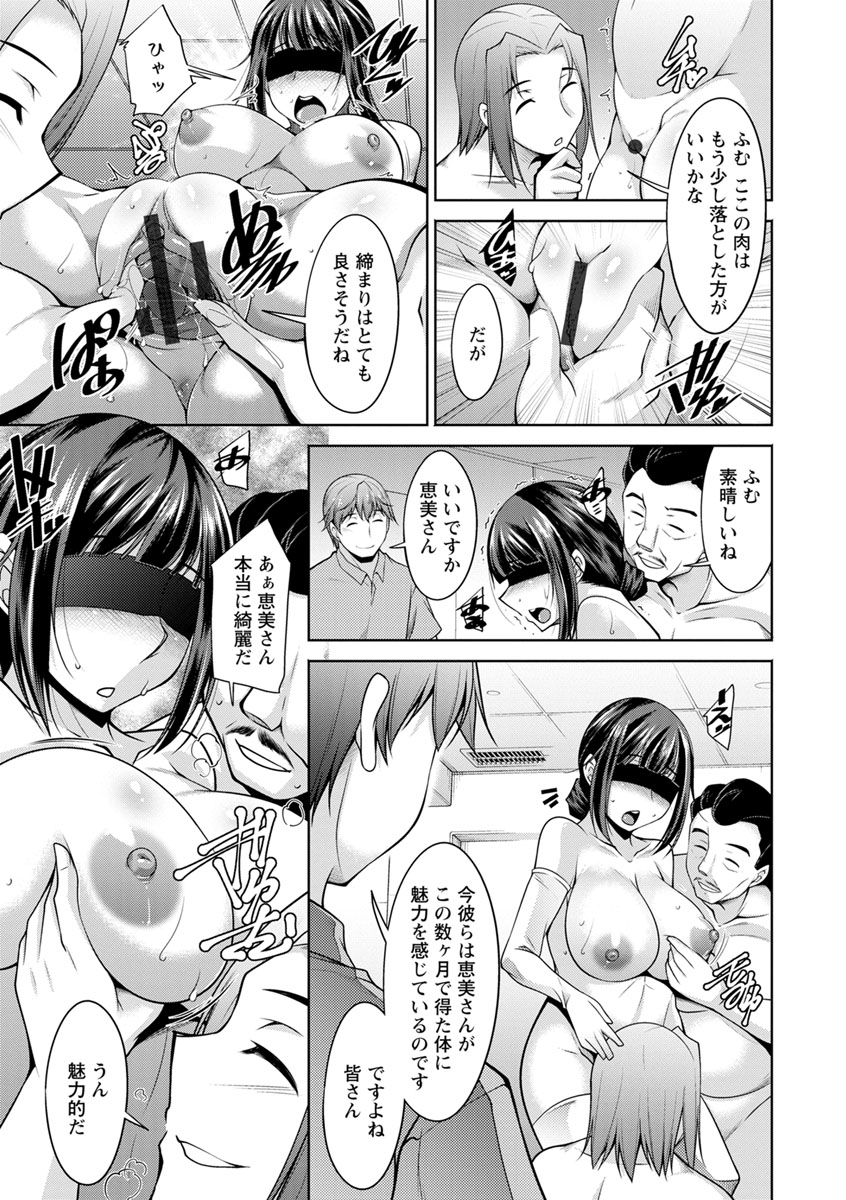 ふむ ここの肉は
もう少し落とした方が
いいかな
だが
ひゃッ
締まりはとても
良さそうだね
ふむ
素晴しいね
いいですか
恵美さん
今彼らは恵美さんが
この数ヶ月で得た体に
魅力を感じているのです
ですよね
皆さん
あぁ恵美さん
本当に綺麗だ
うん
魅力的だ